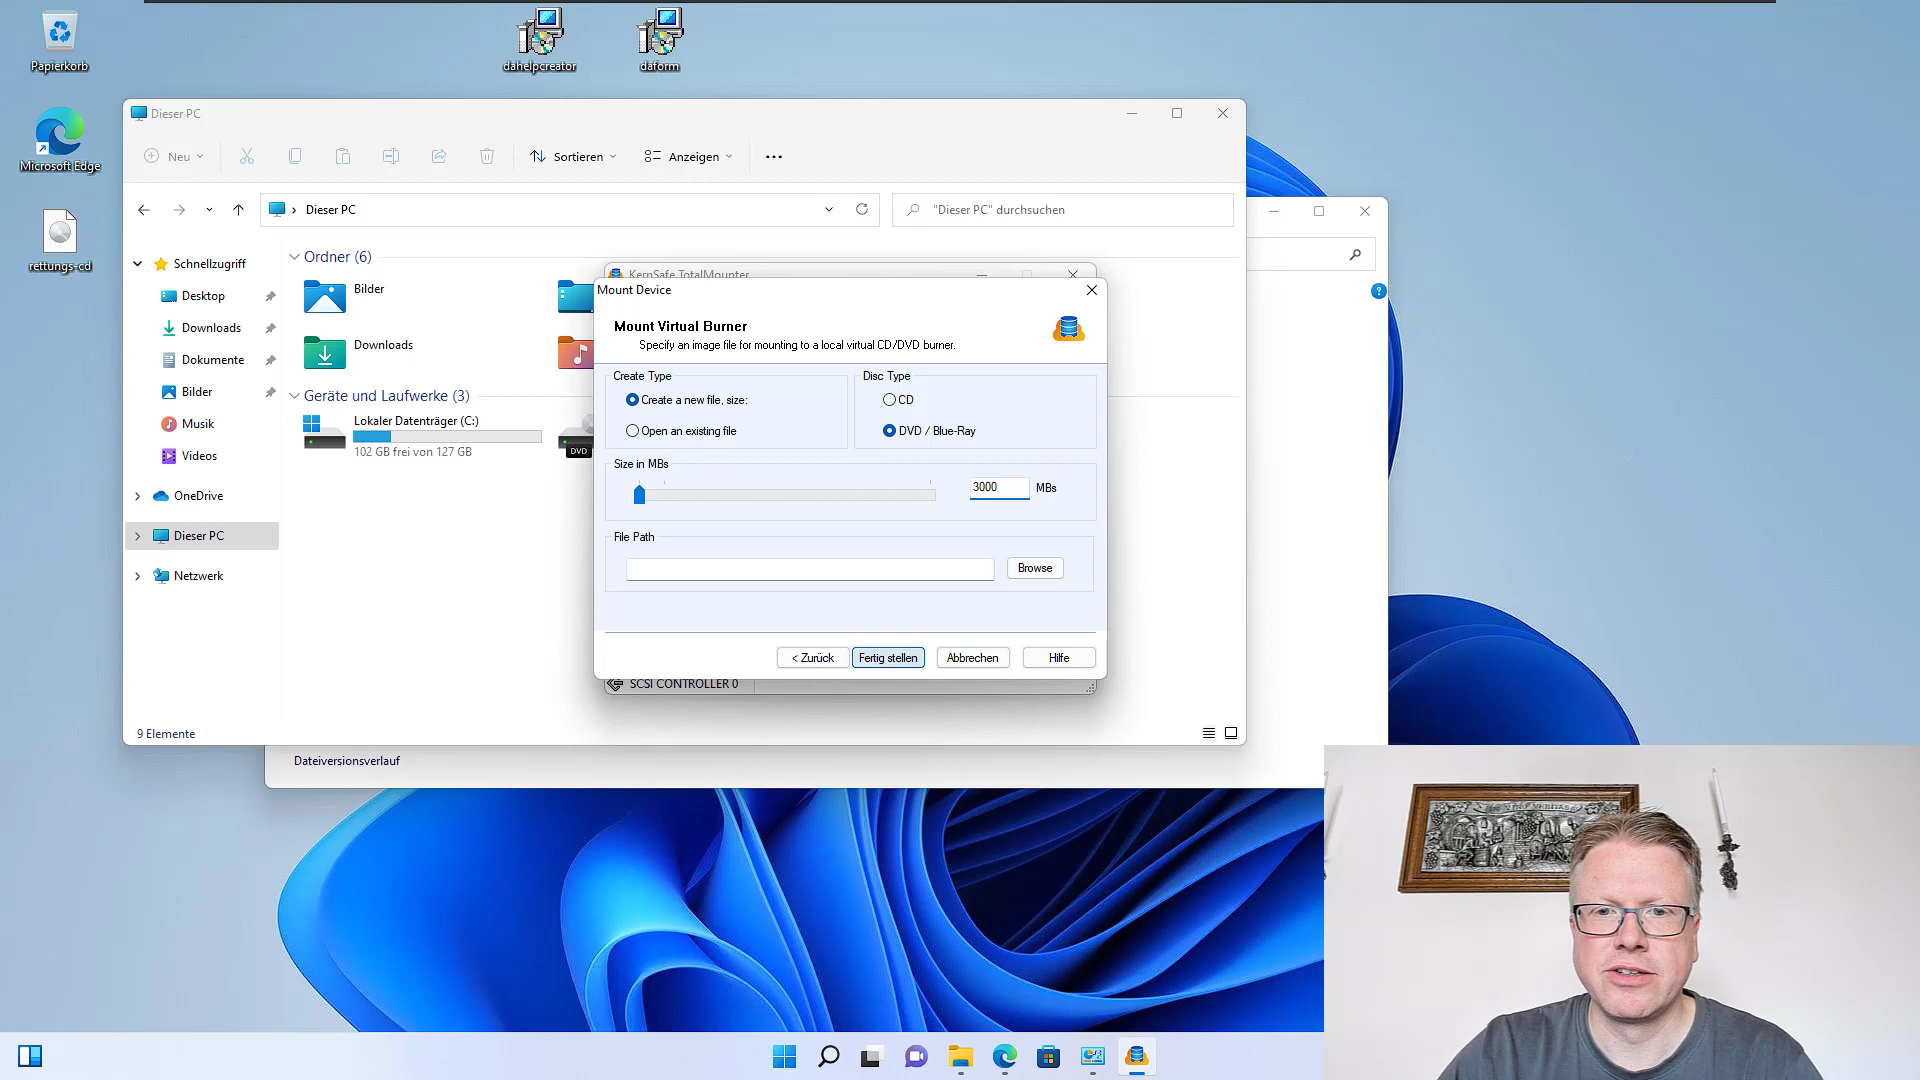 Papierkorb
dahelpcreator
daform
Microsoft Edge
rettungs-cd
Dieser PC
Neu
Sortieren
Anzeigen
Dieser PC
"Dieser PC" durchsuchen
Schnellzugriff
Desktop
Downloads
Dokumente
Bilder
Musik
Videos
OneDrive
Dieser PC
Netzwerk
Ordner (6)
Bilder
Downloads
Geräte und Laufwerke (3)
Lokaler Datenträger (C:)
102 GB frei von 127 GB
DVD
9 Elemente
Dateiversionsverlauf
KernSafe TotalMounter
Mount Device
Mount Virtual Burner
Specify an image file for mounting to a local virtual CD/DVD burner.
Create Type
Create a new file, size:
Open an existing file
Disc Type
CD
DVD / Blue-Ray
Size in MBs
3000
MBs
File Path
Browse
< Zurück
Fertig stellen
Abbrechen
Hilfe
SCSI CONTROLLER 0
VINO VERITAS